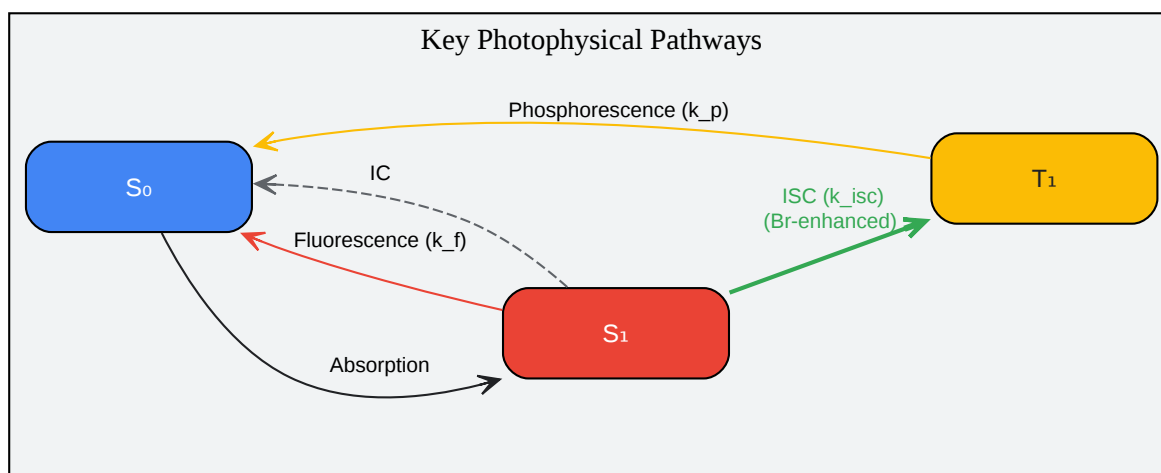 Key Photophysical Pathways
Phosphorescence (k_p)
S₀
IC
T₁
ISC (k_isc)
(Br-enhanced)
Fluorescence (k_f)
S₁
Absorption